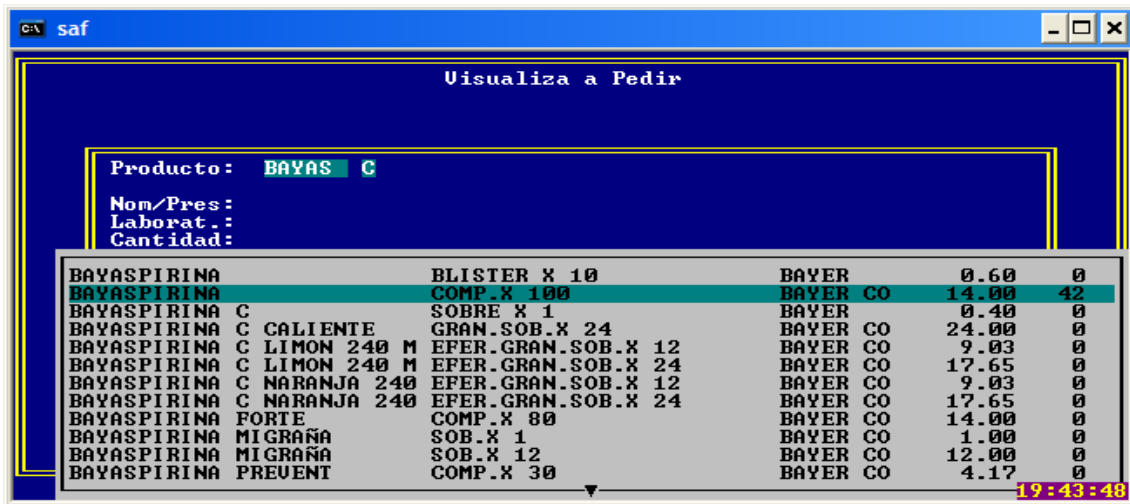 saf
Visualiza a Pedir
Producto: BAYAS C
Nom/Pres:
Laborat.:
Cantidad:
BAYASPIRINA BLISTER X 10 BAYER 0.60 0
BAYASPIRINA COMP.X 100 BAYER CO 14.00 42
BAYASPIRINA C SOBRE X 1 BAYER 0.40 0
BAYASPIRINA C CALIENTE GRAN.SOB.X 24 BAYER CO 24.00 0
BAYASPIRINA C LIMON 240 M EFER.GRAN.SOB.X 12 BAYER CO 9.03 0
BAYASPIRINA C LIMON 240 M EFER.GRAN.SOB.X 24 BAYER CO 17.65 0
BAYASPIRINA C NARANJA 240 EFER.GRAN.SOB.X 12 BAYER CO 9.03 0
BAYASPIRINA C NARANJA 240 EFER.GRAN.SOB.X 24 BAYER CO 17.65 0
BAYASPIRINA FORTE COMP.X 80 BAYER CO 14.00 0
BAYASPIRINA MIGRAÑA SOB.X 1 BAYER CO 1.00 0
BAYASPIRINA MIGRAÑA SOB.X 12 BAYER CO 12.00 0
BAYASPIRINA PREVENT COMP.X 30 BAYER CO 4.17 0
19:43:48